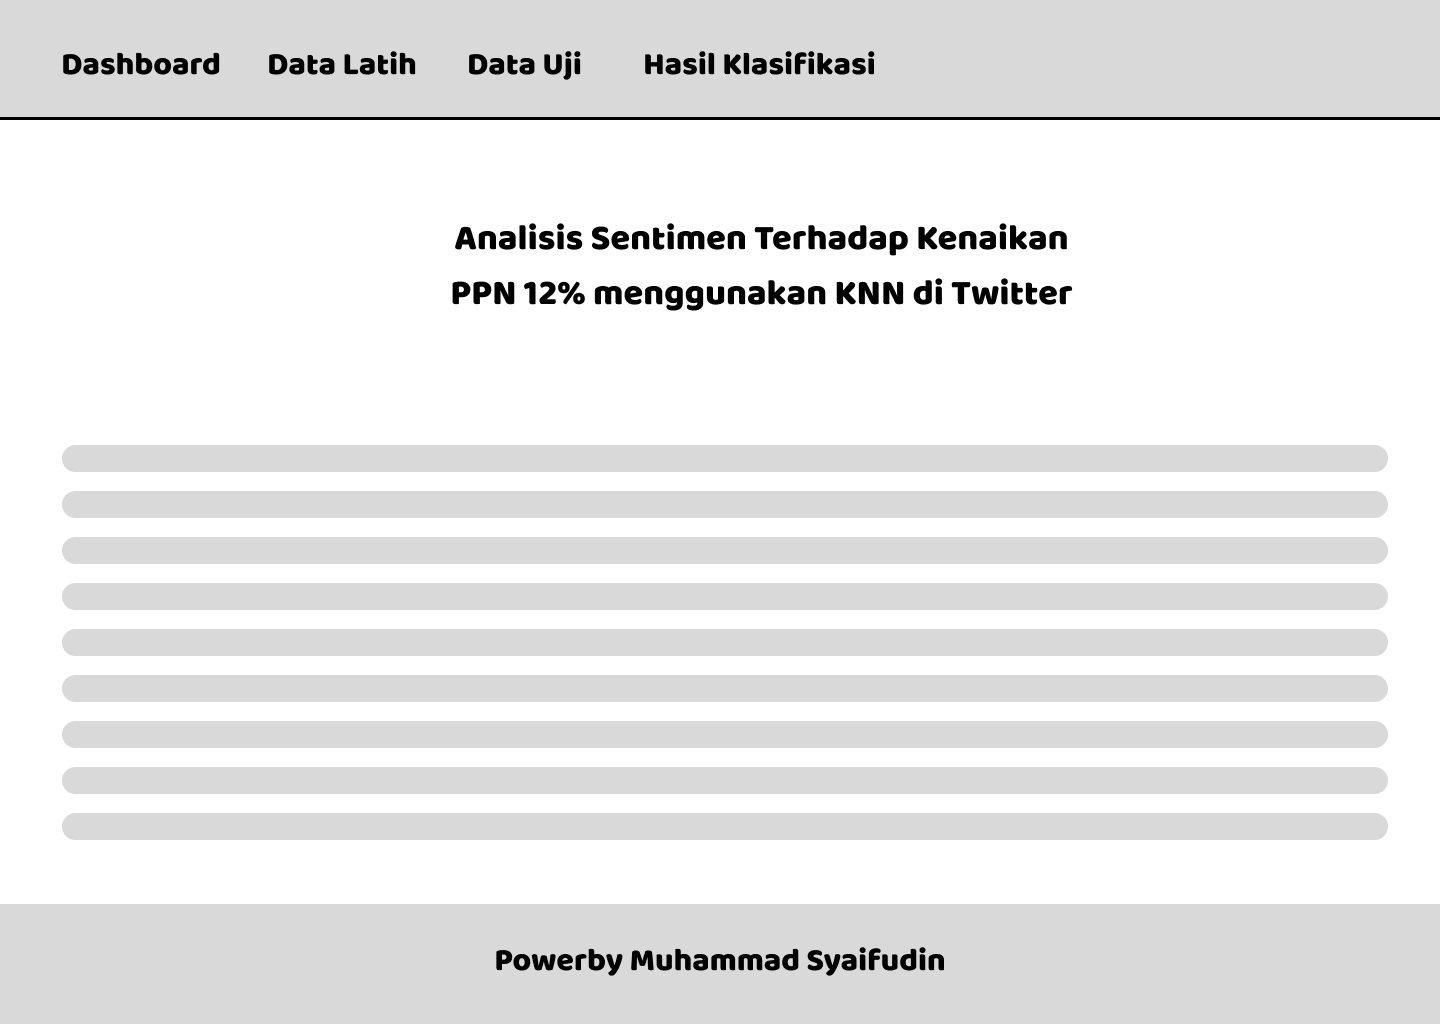 Dashboard Data Latih Data Uji Hasil Klasifikasi
Analisis Sentimen Terhadap Kenaikan
PPN 12% menggunakan KNN di Twitter
Powerby Muhammad Syaifudin